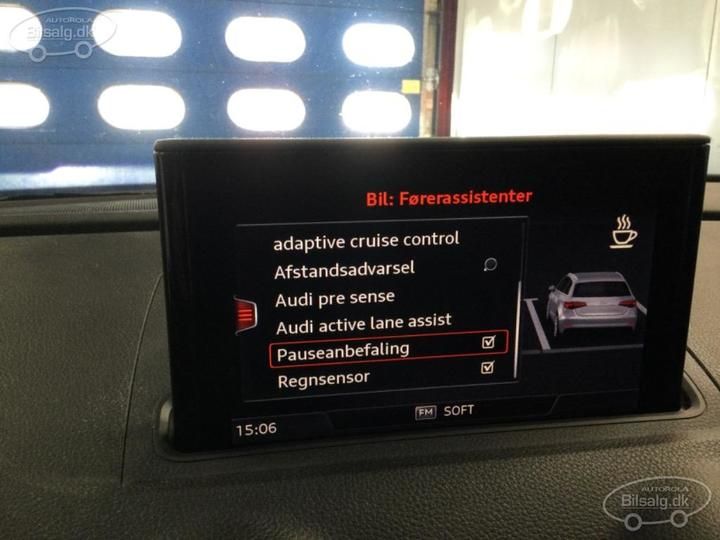 AUTOROLA
Bilsalg.dk
Bil: Førerassistenter
adaptive cruise control
Afstandsadvarsel
Audi pre sense
Audi active lane assist
Pauseanbefaling
Regnsensor
15:06
FM SOFT
AUTOROLA
Bilsalg.dk